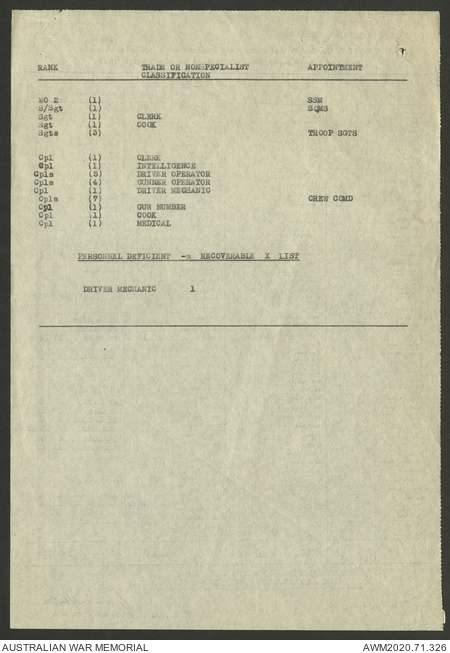 RANK TRADE OR NONSPECIALIST APPOINTMENT
CLASSIFICATION
WO 2 (1) SSM
S/Sgt (1) SQMS
Sgt (1) CLERK
Sgt (1) COOK
Sgts (3) TROOP SGTS
Cpl (1) CLERK
Cpl (1) INTELLIGENCE
Cpls (5) DRIVER OPERATOR
Cpls (4) GUNNER OPERATOR
Cpl (1) DRIVER MECHANIC
Cpls (7) CREW COMD
Cpl (1) GUN NUMBER
Cpl (1) COOK
Cpl (1) MEDICAL
PERSONNEL DEFICIENT -= RECOVERABLE X LIST
DRIVER MECHANIC 1
AUSTRALIAN WAR MEMORIAL AWM2020.71.326